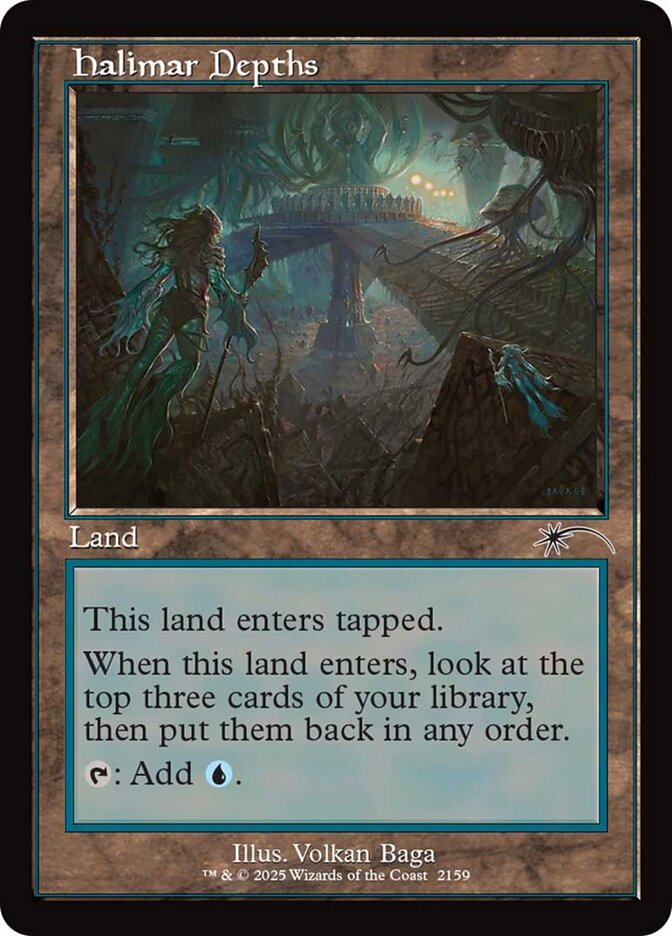 Halimar Depths
BAGA 08
Land
This land enters tapped.
When this land enters, look at the
top three cards of your library,
then put them back in any order.
: Add .
Illus. Volkan Baga
™ & © 2025 Wizards of the Coast 2159